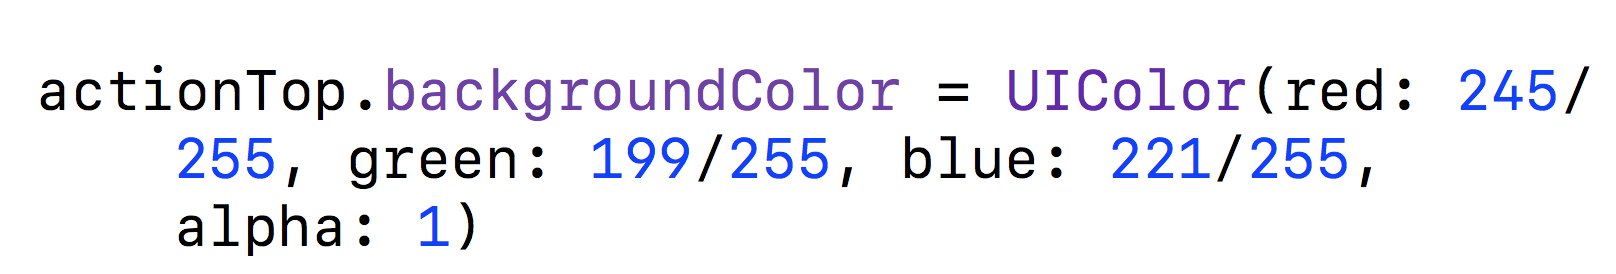 actionTop.backgroundColor = UIColor(red: 245/
255, green: 199/255, blue: 221/255,
alpha: 1)